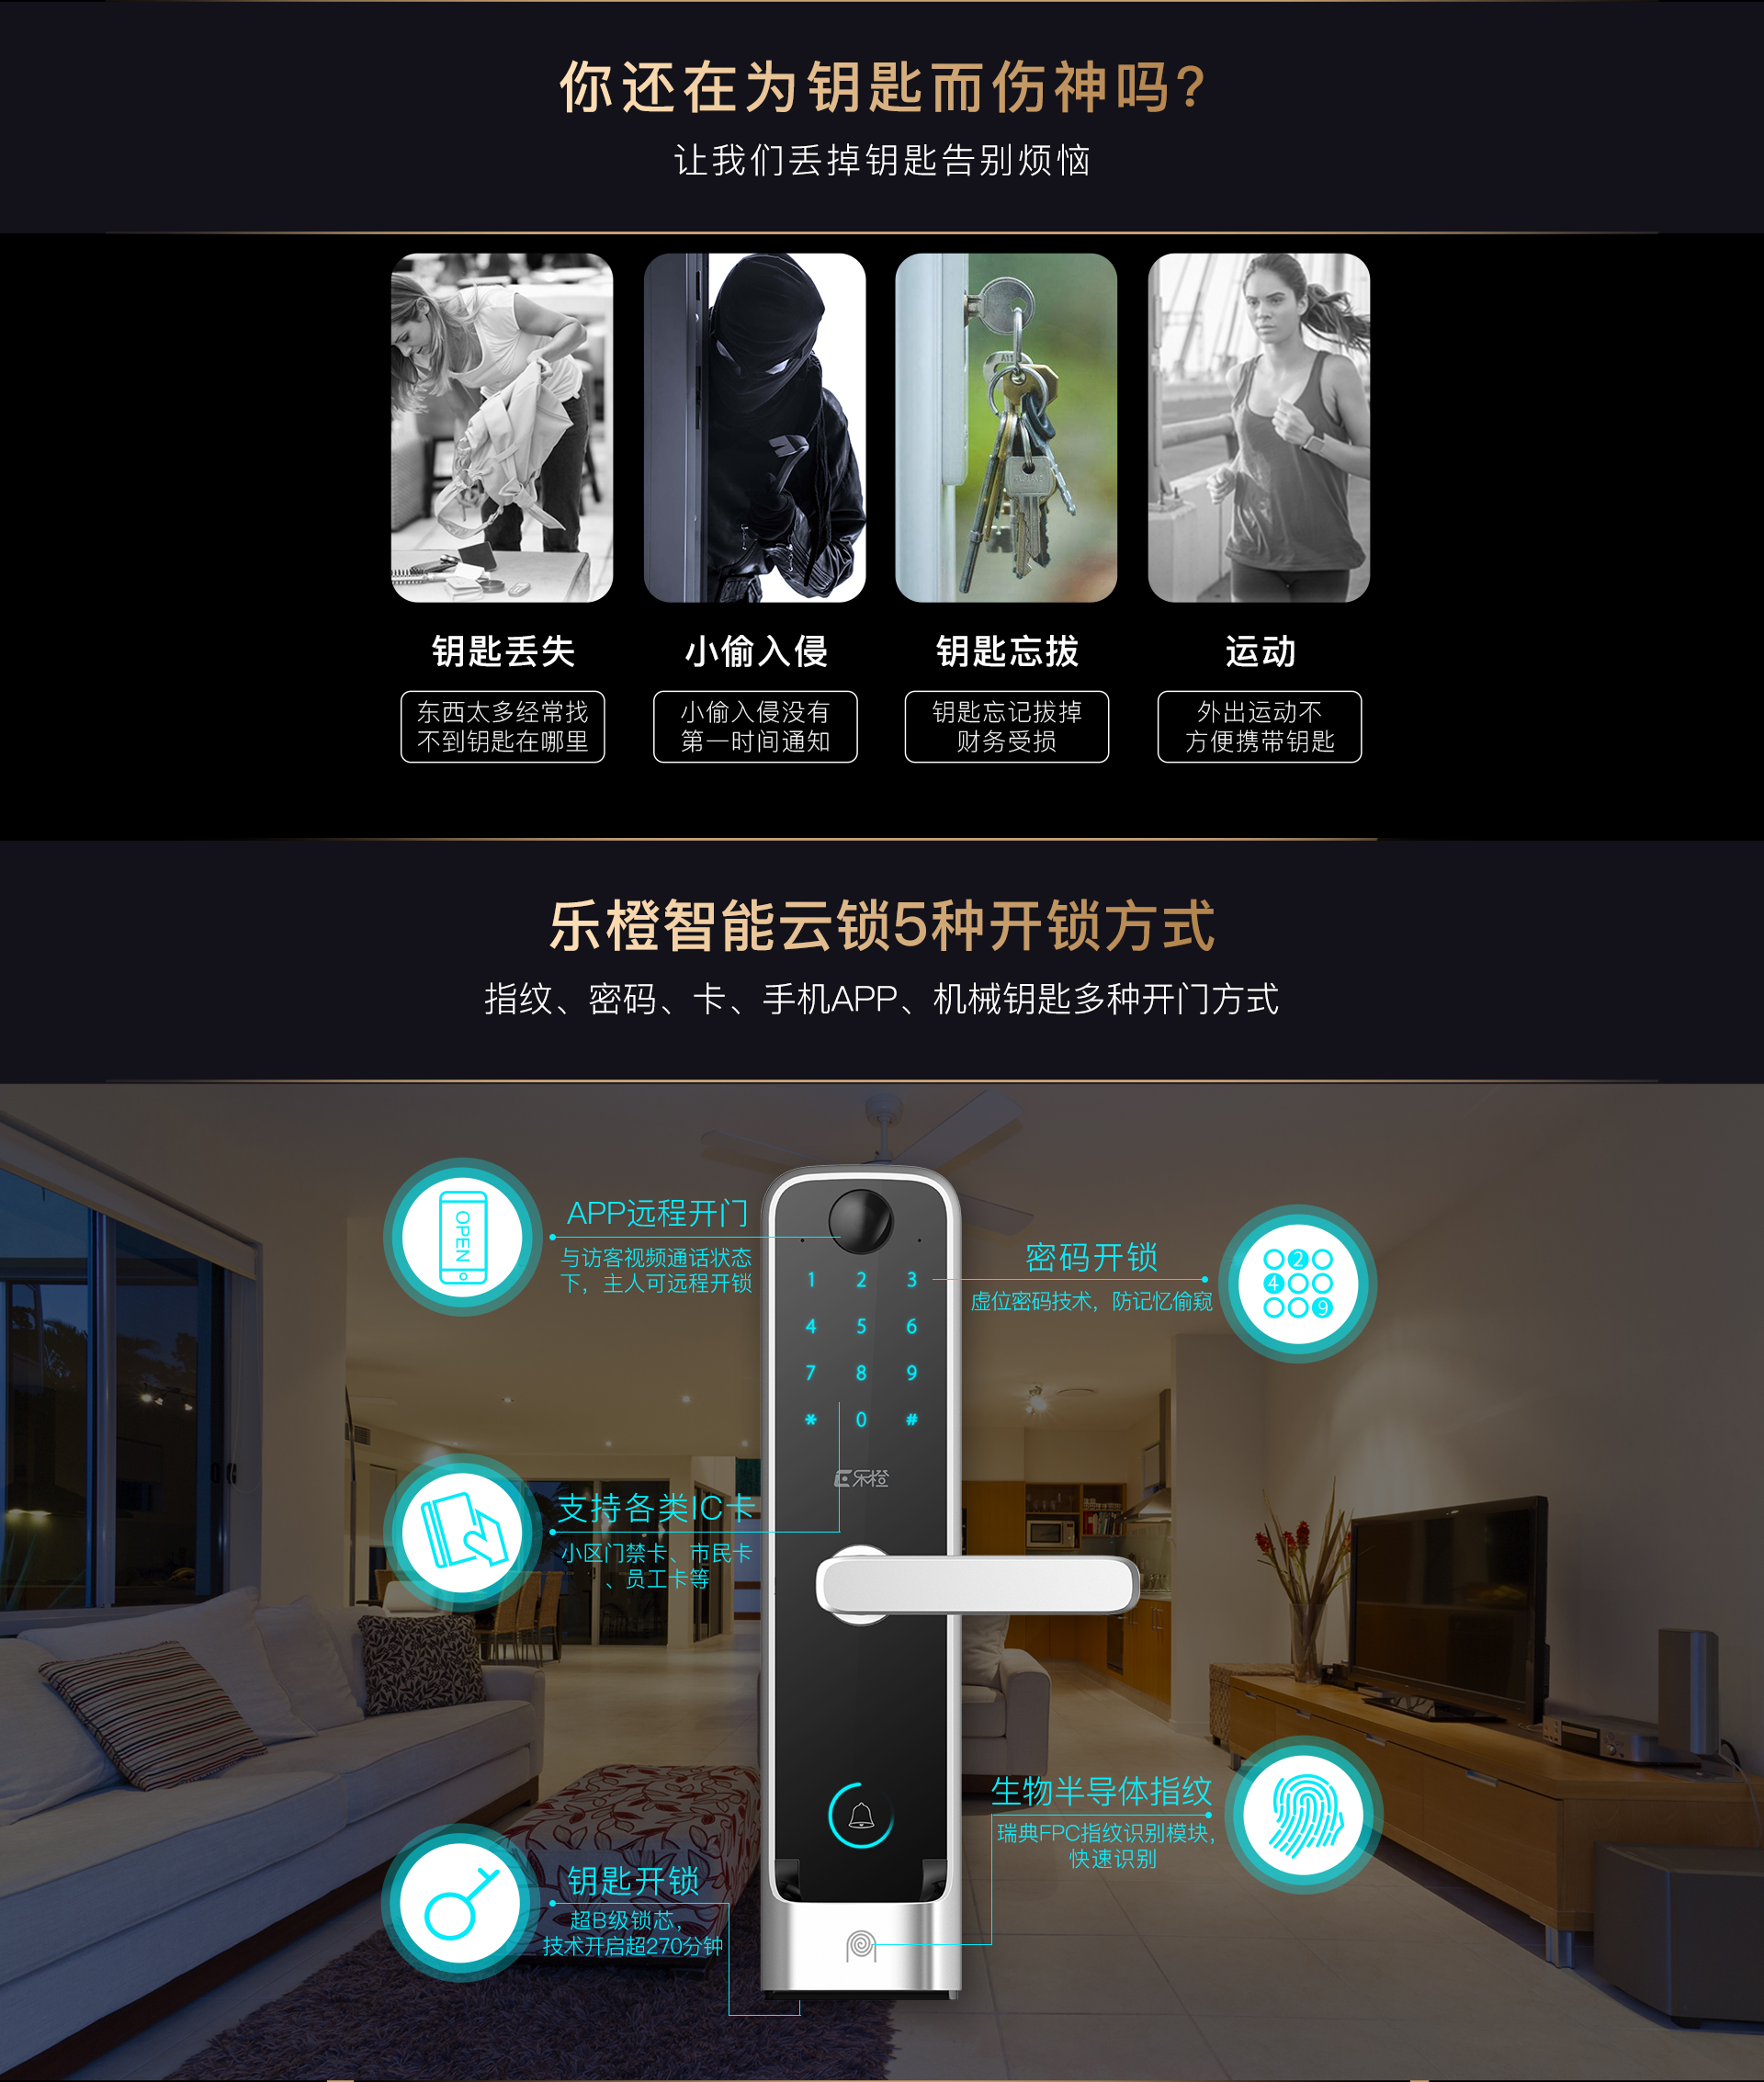 你还在为钥匙而伤神吗?
让我们丢掉钥匙告别烦恼
A11
钥匙丢失
东西太多经常找
不到钥匙在哪里
小偷入侵
小偷入侵没有
第一时间通知
钥匙忘拔
钥匙忘记拔掉
财务受损
运动
外出运动不
方便携带钥匙
乐橙智能云锁5种开锁方式
指纹、密码、卡、手机APP、机械钥匙多种开门方式
OPEN
APP远程开门
与访客视频通话状态
下，主人可远程开锁
密码开锁
虚位密码技术，防记忆偷窥
2
4
9
1 2 3
4 5 6
7 8 9
* 0 #
乐橙
支持各类IC卡
小区门禁卡、市民卡
、员工卡等
生物半导体指纹
瑞典FPC指纹识别模块，
快速识别
钥匙开锁
超B级锁芯，
技术开启超270分钟